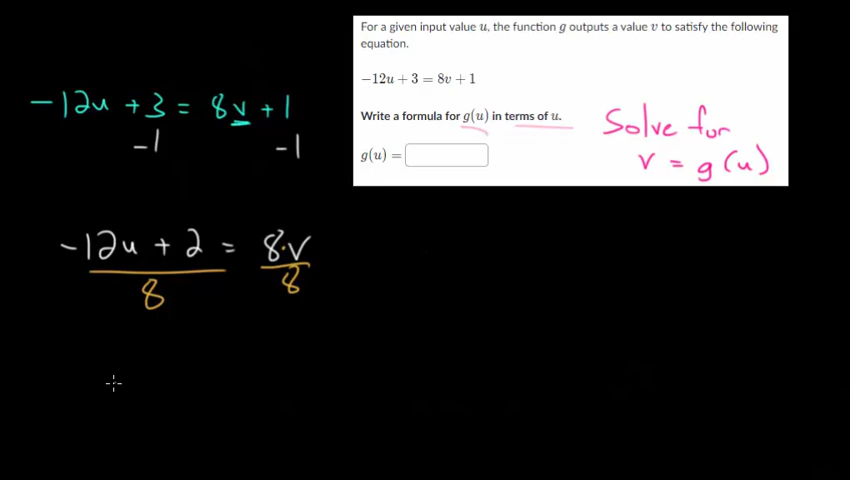 For a given input value u, the function g outputs a value v to satisfy the following
equation.
−12u + 3 = 8v + 1
Write a formula for g(u) in terms of u.
g(u) =
Solve for
v = g(u)
-12u + 3 = 8v + 1
-1 -1
-12u + 2 = 8·v
8 8